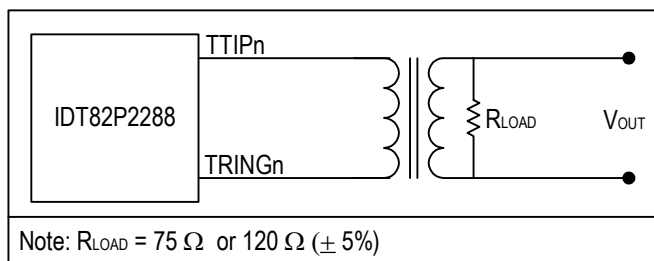 TTIPn
IDT82P2288
RLOAD
VOUT
TRINGn
Note: RLOAD = 75 Ω or 120 Ω (± 5%)